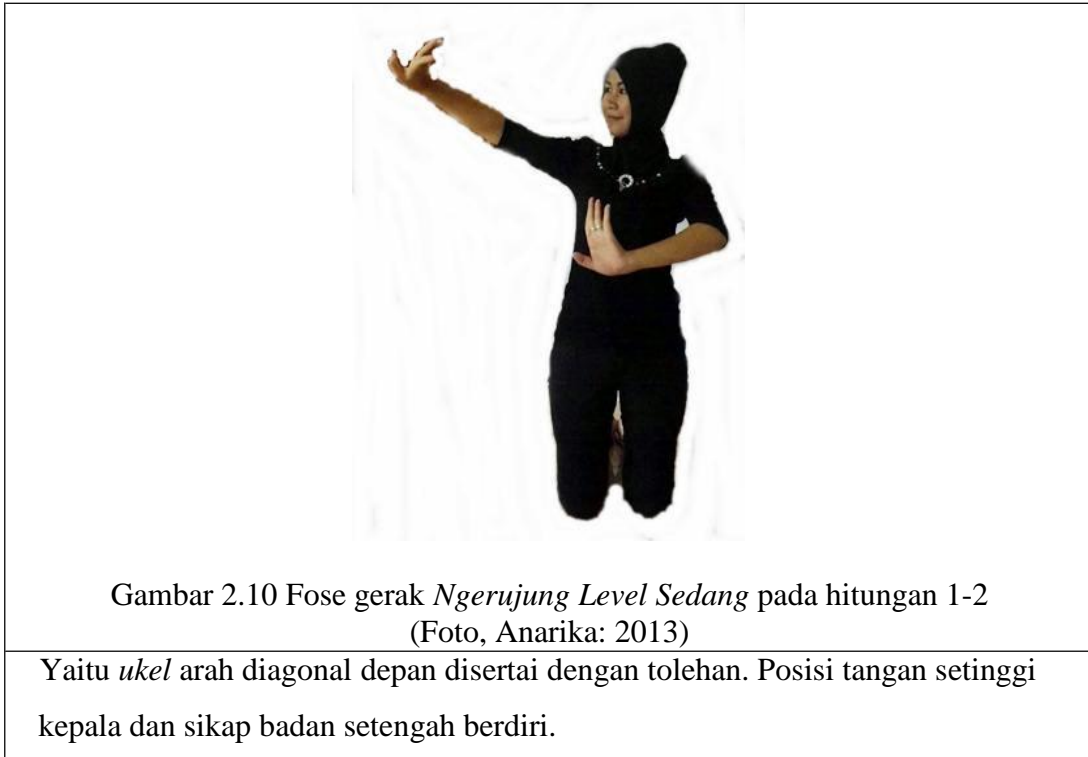 Gambar 2.10 Fose gerak Ngerujung Level Sedang pada hitungan 1-2
(Foto, Anarika: 2013)
Yaitu ukel arah diagonal depan disertai dengan tolehan. Posisi tangan setinggi
kepala dan sikap badan setengah berdiri.